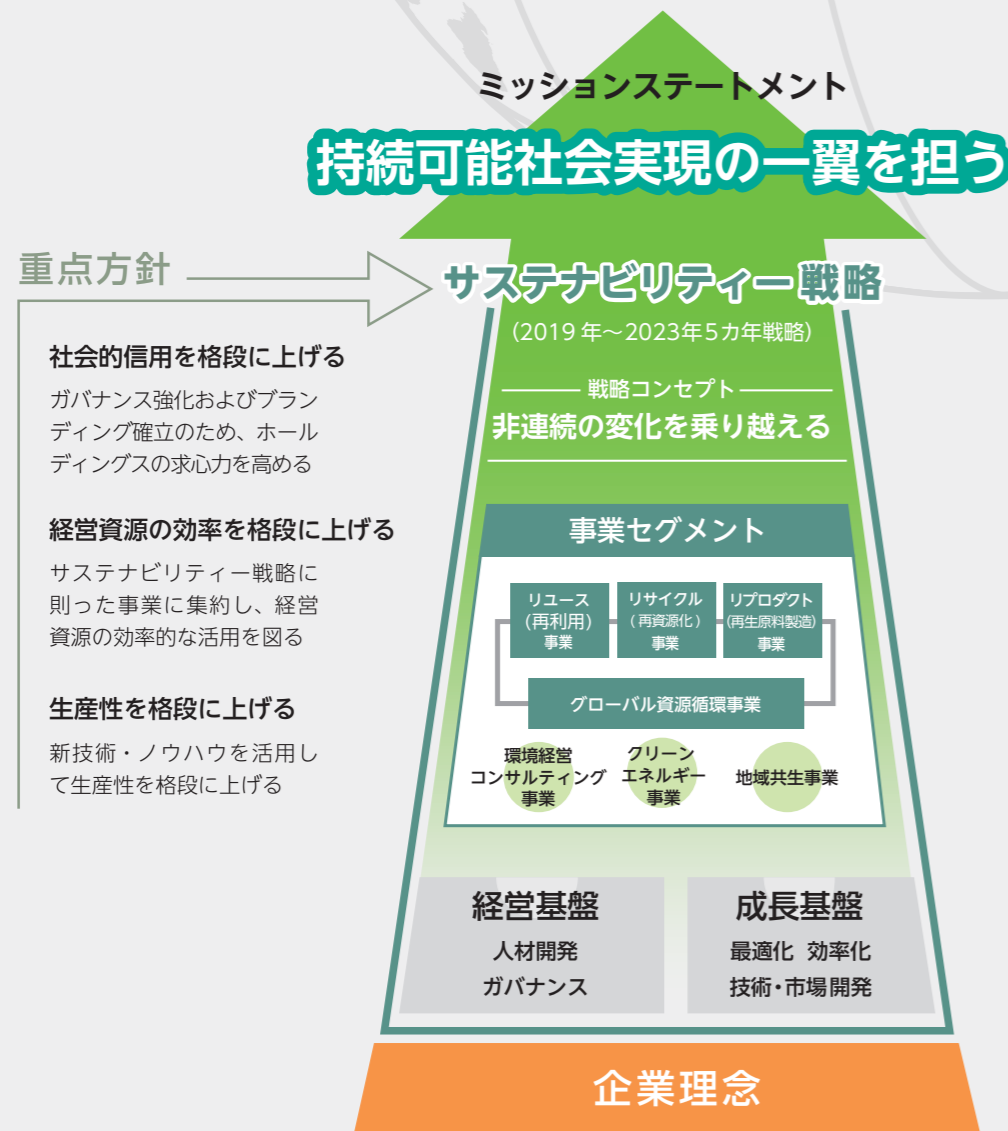 ミッションステートメント
持続可能社会実現の一翼を担う
重点方針
社会的信用を格段に上げる
ガバナンス強化およびブラン
ディング確立のため、ホール
ディングスの求心力を高める
経営資源の効率を格段に上げる
サステナビリティー戦略に
則った事業に集約し、経営
資源の効率的な活用を図る
生産性を格段に上げる
新技術・ノウハウを活用し
て生産性を格段に上げる
サステナビリティー戦略
（2019年〜2023年5カ年戦略）
戦略コンセプト
非連続の変化を乗り越える
事業セグメント
リユース
(再利用)
事業
リサイクル
(再資源化)
事業
リプロダクト
(再生原料製造)
事業
グローバル資源循環事業
環境経営
コンサルティング
事業
クリーン
エネルギー
事業
地域共生事業
経営基盤
人材開発
ガバナンス
成長基盤
最適化 効率化
技術・市場開発
企業理念